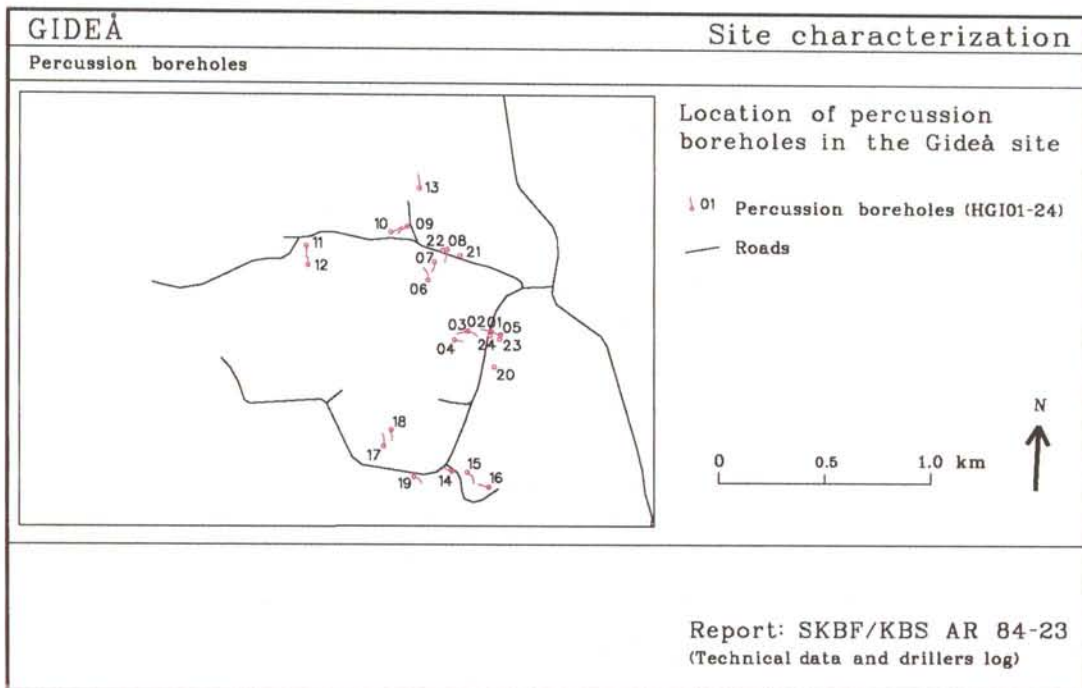 GIDEÅ
Site characterization
Percussion boreholes
Location of percussion
boreholes in the Gideå site
01 Percussion boreholes (HGI01-24)
Roads
13
10 09
22 08
11
07 21
12
06
03 02 01 05
04 24 23
20
18
17
15
19 14 16
N
0 0.5 1.0 km
Report: SKBF/KBS AR 84-23
(Technical data and drillers log)